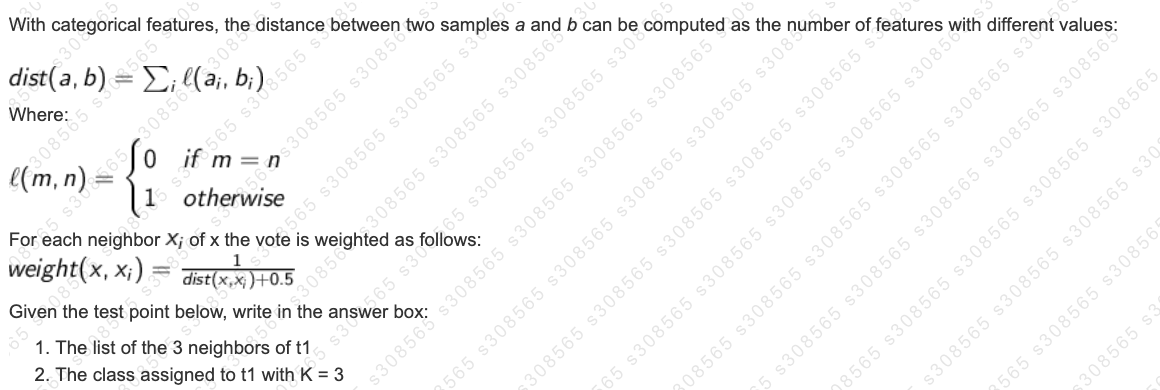 With categorical features, the distance between two samples a and b can be computed as the number of features with different values:
dist(a, b) = ∑ᵢ ℓ(aᵢ, bᵢ)
Where:
ℓ(m, n) = { 0 if m = n
1 otherwise
For each neighbor xᵢ of x the vote is weighted as follows:
weight(x, xᵢ) = 1 / dist(x,xᵢ)+0.5
Given the test point below, write in the answer box:
1. The list of the 3 neighbors of t1
2. The class assigned to t1 with K = 3
s308565